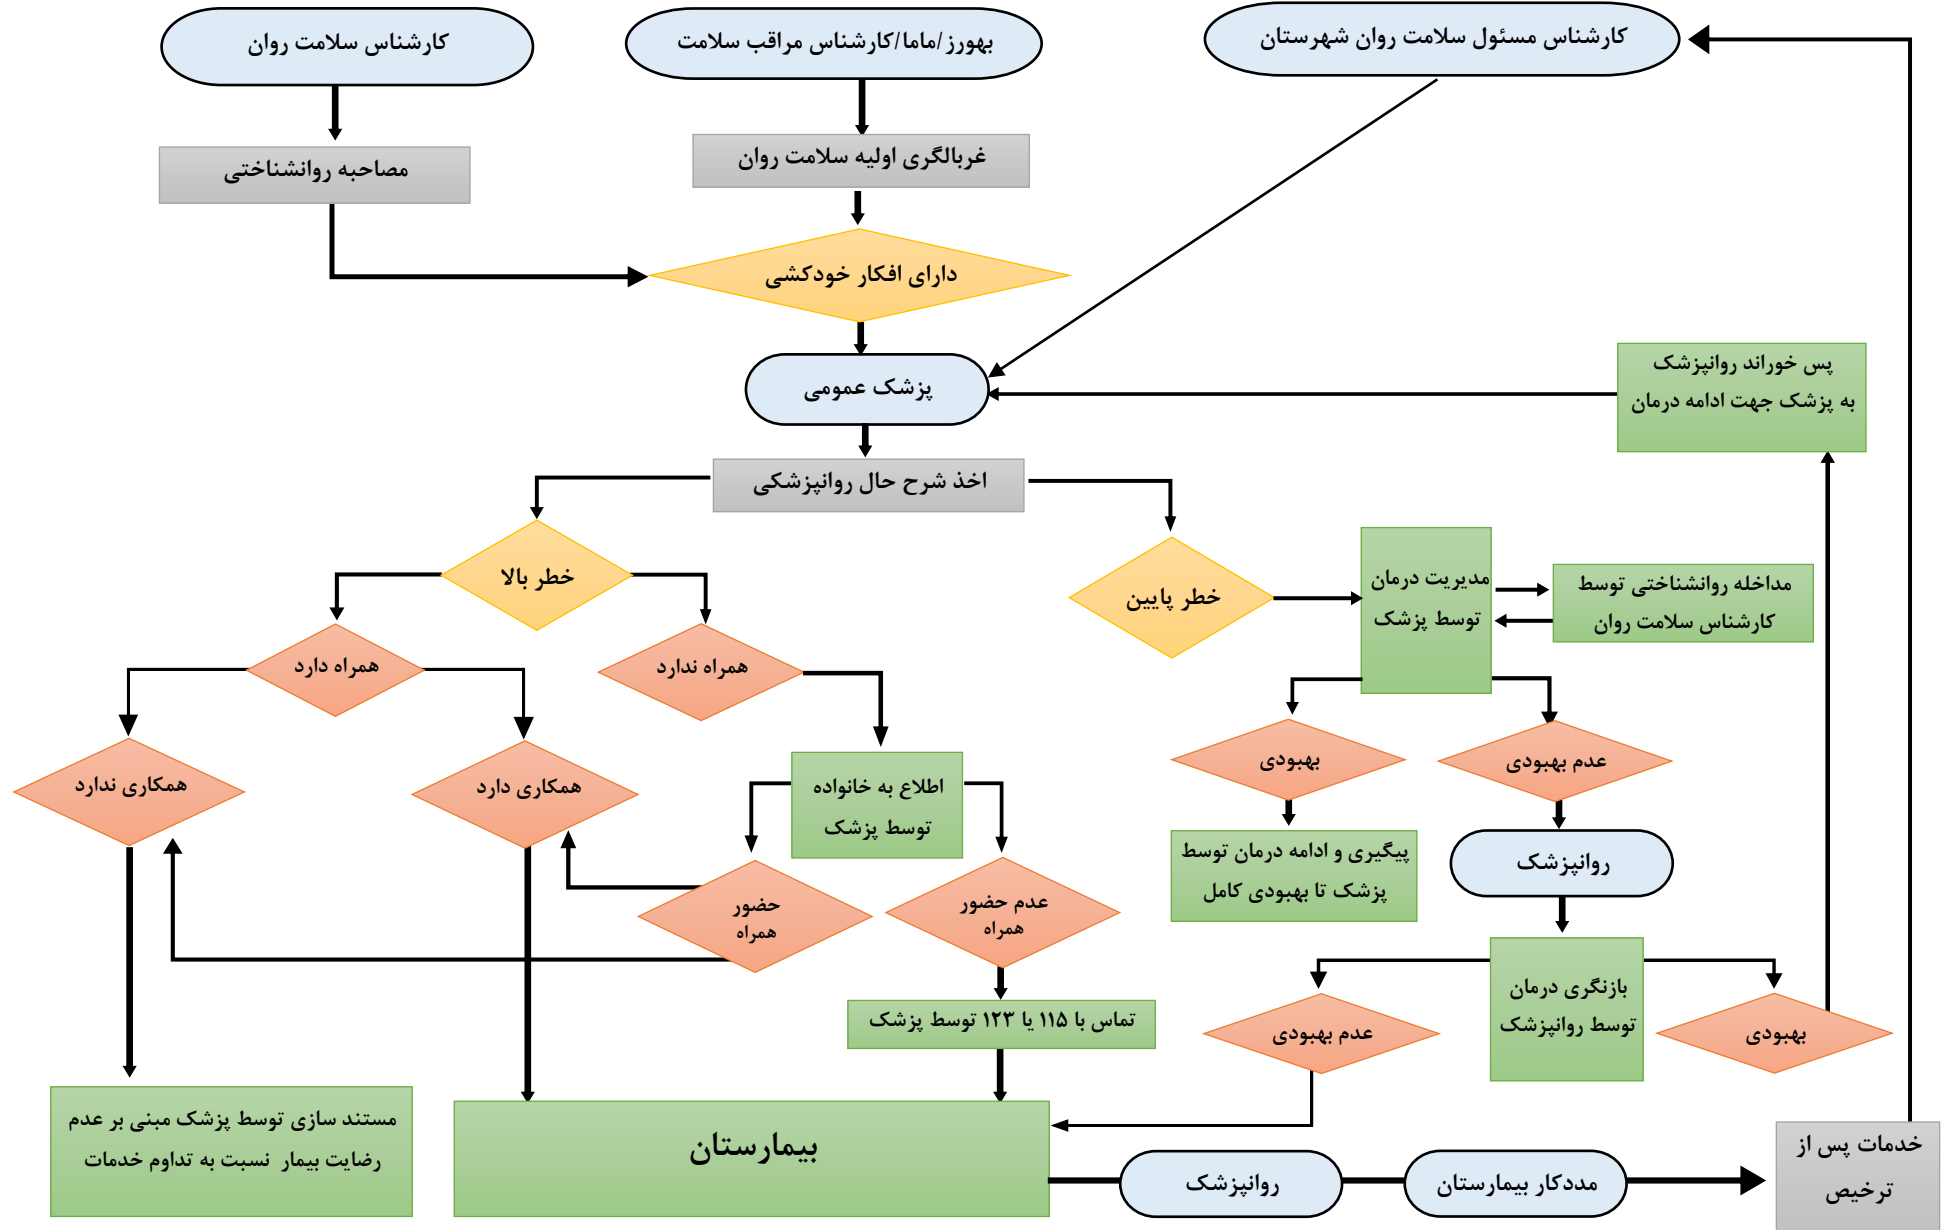 کارشناس مسئول سلامت روان شهرستان
بهورز/ماما/کارشناس مراقب سلامت
کارشناس سلامت روان
غربالگری اولیه سلامت روان
مصاحبه روانشناختی
دارای افکار خودکشی
پزشک عمومی
پس خوراند روانپزشک
به پزشک جهت ادامه درمان
اخذ شرح حال روانپزشکی
خطر بالا
خطر پایین
مدیریت درمان
توسط پزشک
مداخله روانشناختی توسط
کارشناس سلامت روان
همراه ندارد
همراه دارد
بهبودی
عدم بهبودی
همکاری دارد
همکاری ندارد
اطلاع به خانواده
توسط پزشک
پیگیری و ادامه درمان توسط
پزشک تا بهبودی کامل
روانپزشک
عدم حضور
همراه
حضور
همراه
بازنگری درمان
توسط روانپزشک
بهبودی
عدم بهبودی
تماس با ۱۱۵ یا ۱۲۳ توسط پزشک
مستند سازی توسط پزشک مبنی بر عدم
رضایت بیمار نسبت به تداوم خدمات
بیمارستان
روانپزشک
مددکار بیمارستان
خدمات پس از
ترخیص